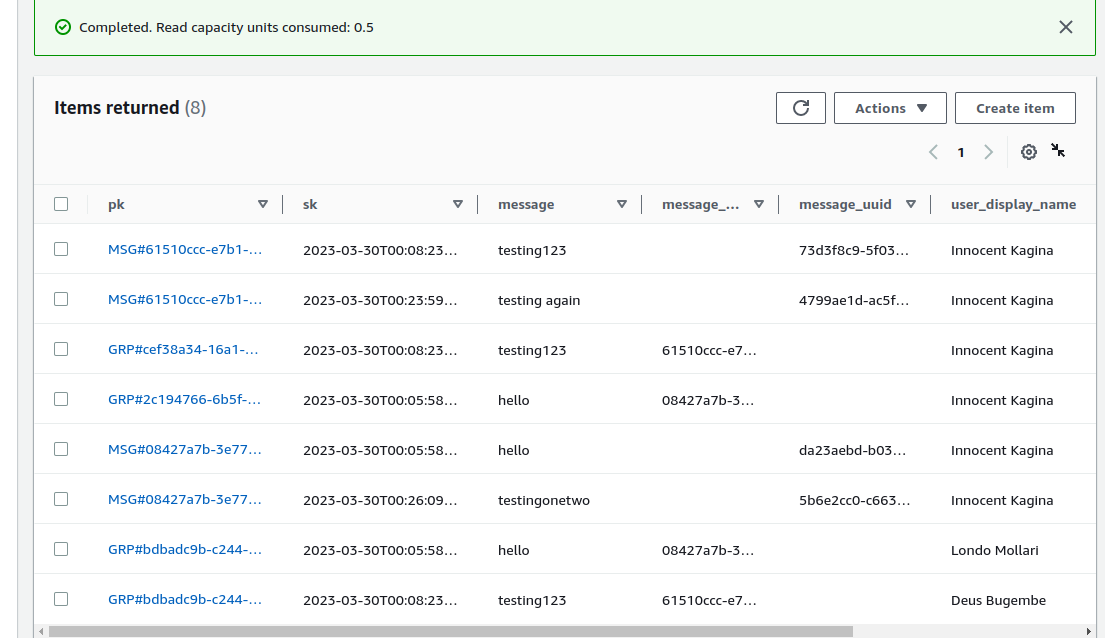 Completed. Read capacity units consumed: 0.5
Items returned (8)
Actions
Create item
1
pk sk message message_... message_uuid user_display_name
MSG#61510ccc-e7b1-... 2023-03-30T00:08:23... testing123 73d3f8c9-5f03... Innocent Kagina
MSG#61510ccc-e7b1-... 2023-03-30T00:23:59... testing again 4799ae1d-ac5f... Innocent Kagina
GRP#cef38a34-16a1-... 2023-03-30T00:08:23... testing123 61510ccc-e7... Innocent Kagina
GRP#2c194766-6b5f-... 2023-03-30T00:05:58... hello 08427a7b-3... Innocent Kagina
MSG#08427a7b-3e77... 2023-03-30T00:05:58... hello da23aebd-b03... Innocent Kagina
MSG#08427a7b-3e77... 2023-03-30T00:26:09... testingonetwo 5b6e2cc0-c663... Innocent Kagina
GRP#bdbadc9b-c244-... 2023-03-30T00:05:58... hello 08427a7b-3... Londo Mollari
GRP#bdbadc9b-c244-... 2023-03-30T00:08:23... testing123 61510ccc-e7... Deus Bugembe